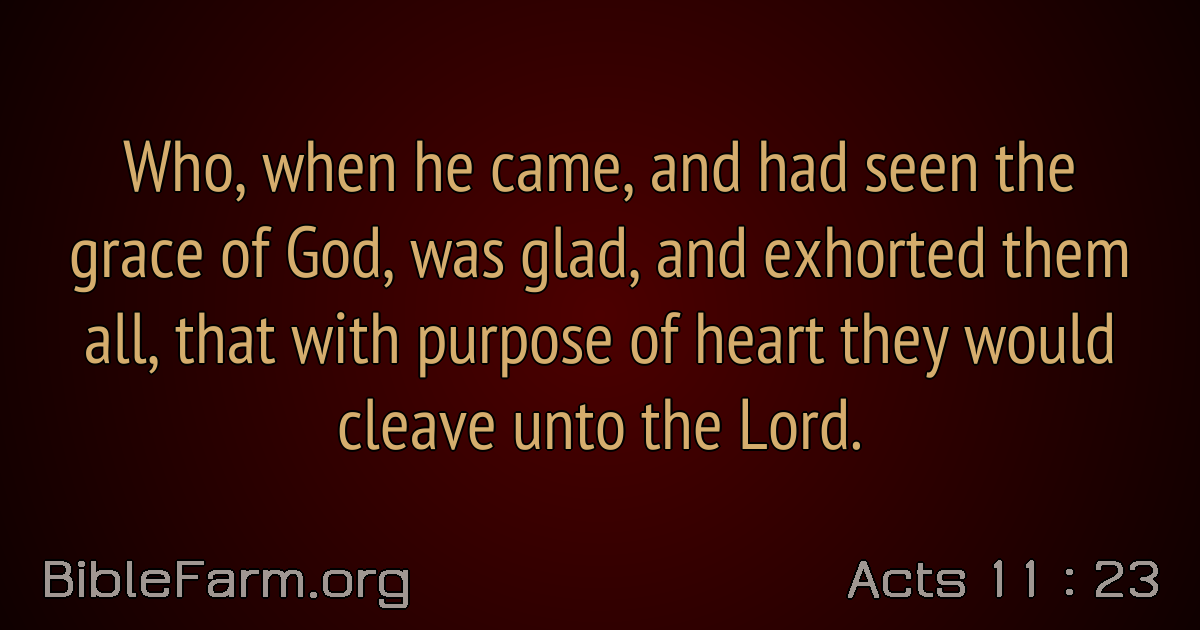 Who, when he came, and had seen the
grace of God, was glad, and exhorted them
all, that with purpose of heart they would
cleave unto the Lord.
BibleFarm.org
Acts 11 : 23